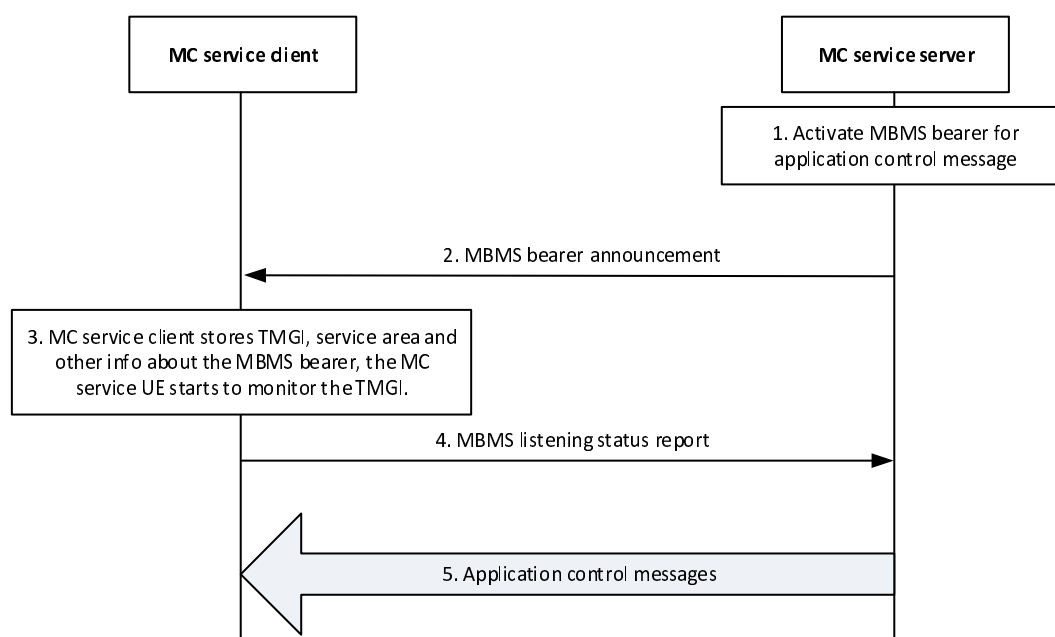 MC service client
MC service server
1. Activate MBMS bearer for
application control message
2. MBMS bearer announcement
3. MC service client stores TMGI, service area and
other info about the MBMS bearer, the MC
service UE starts to monitor the TMGI.
4. MBMS listening status report
5. Application control messages